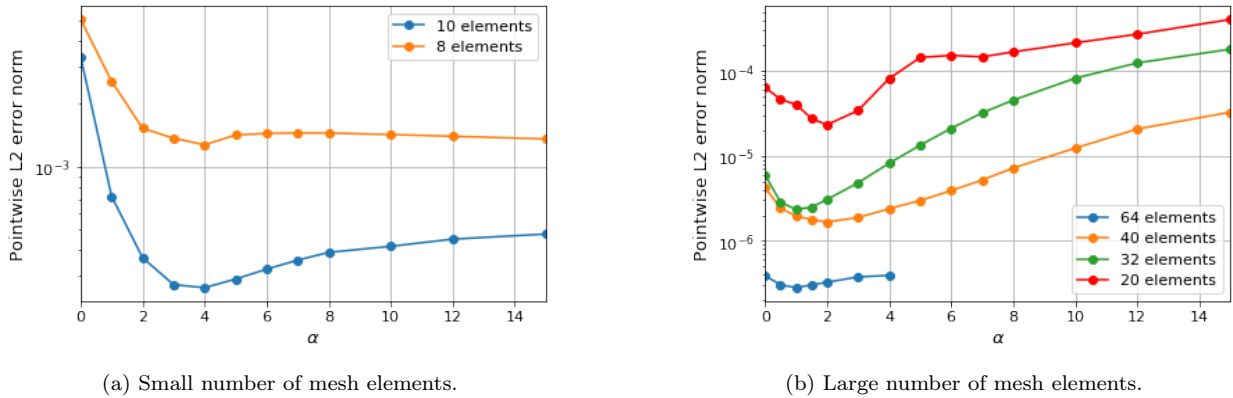 Pointwise L2 error norm
10⁻³
10 elements
8 elements
0 2 4 6 8 10 12 14
α
(a) Small number of mesh elements.
Pointwise L2 error norm
10⁻⁴
10⁻⁵
10⁻⁶
64 elements
40 elements
32 elements
20 elements
0 2 4 6 8 10 12 14
α
(b) Large number of mesh elements.